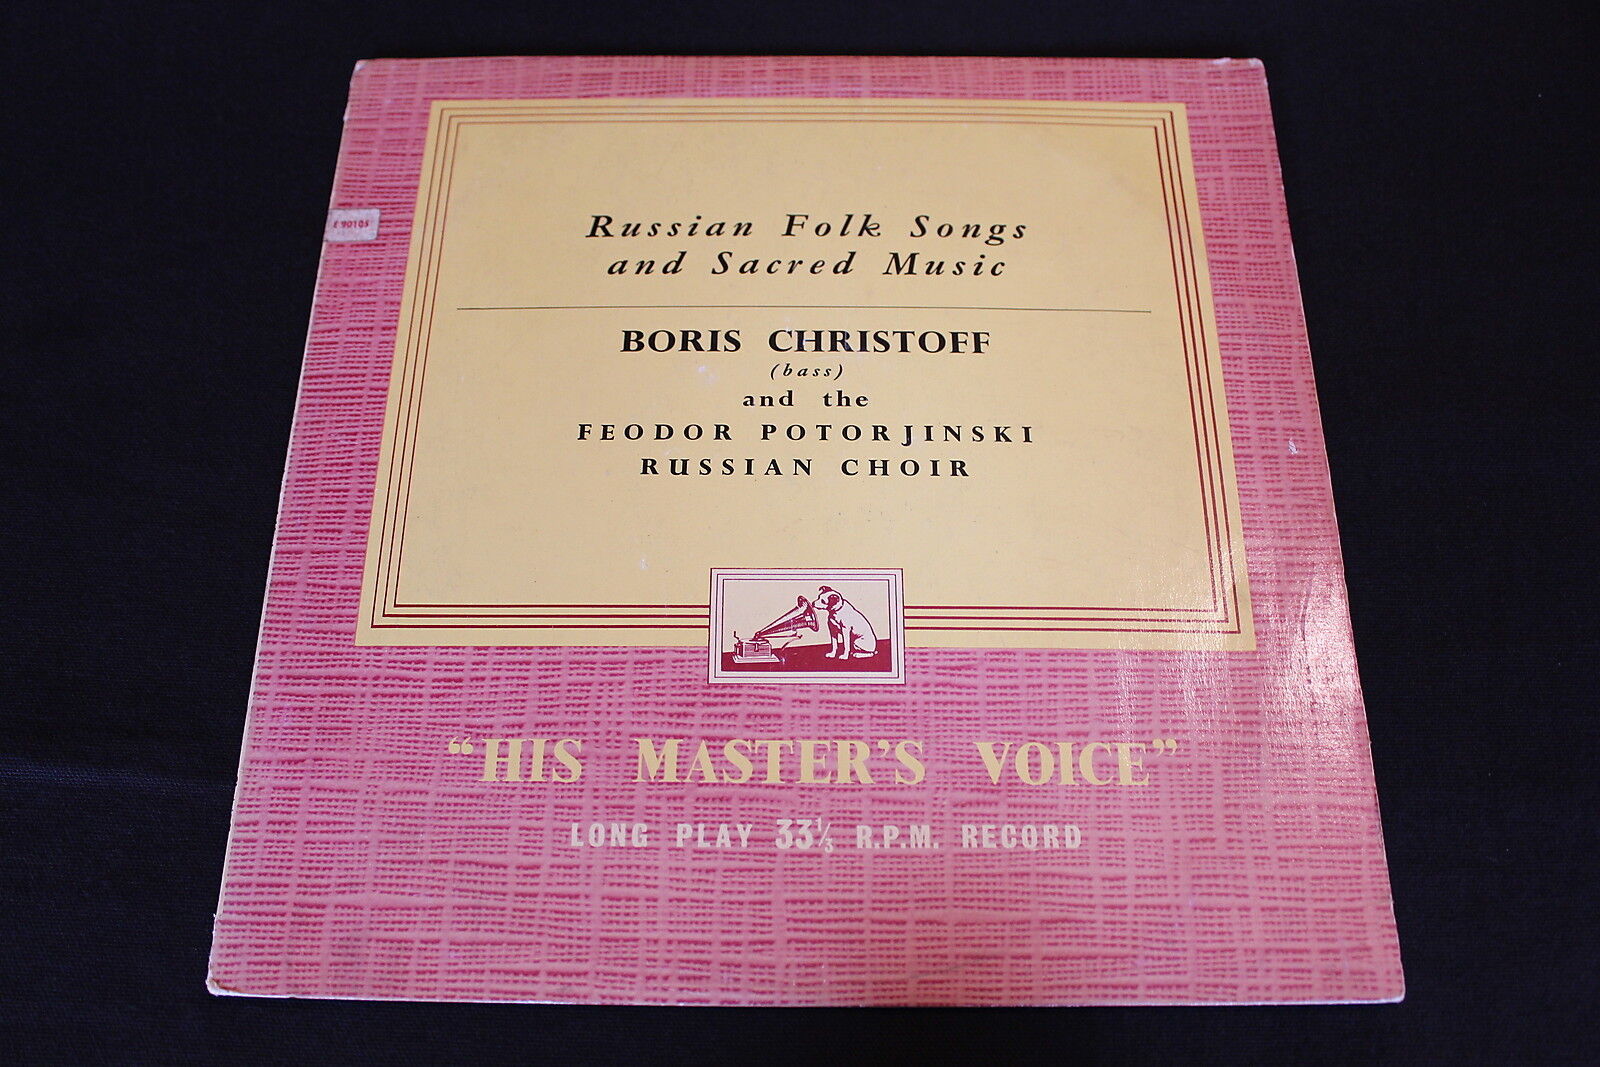 E 90105
Russian Folk Songs
and Sacred Music
BORIS CHRISTOFF
(bass)
and the
FEODOR POTORJINSKI
RUSSIAN CHOIR
“HIS MASTER’S VOICE”
LONG PLAY 33⅓ R.P.M. RECORD